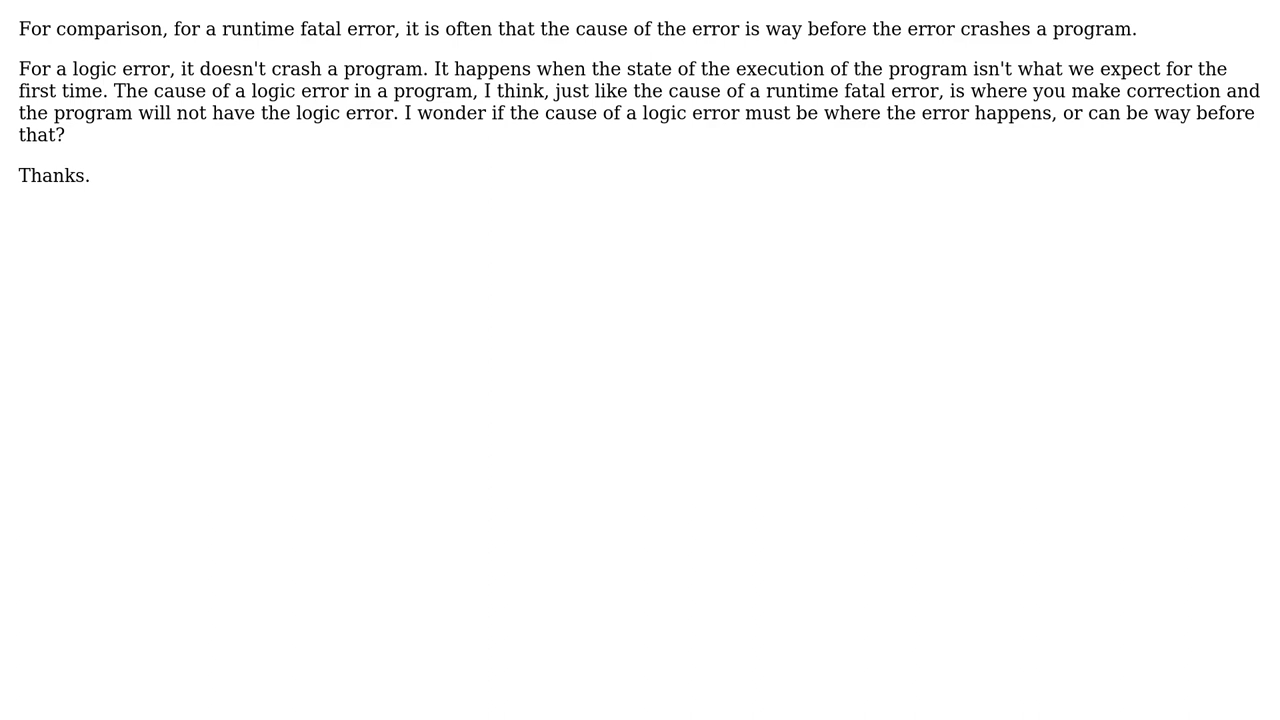 For comparison, for a runtime fatal error, it is often that the cause of the error is way before the error crashes a program.
For a logic error, it doesn't crash a program. It happens when the state of the execution of the program isn't what we expect for the
first time. The cause of a logic error in a program, I think, just like the cause of a runtime fatal error, is where you make correction and
the program will not have the logic error. I wonder if the cause of a logic error must be where the error happens, or can be way before
that?
Thanks.